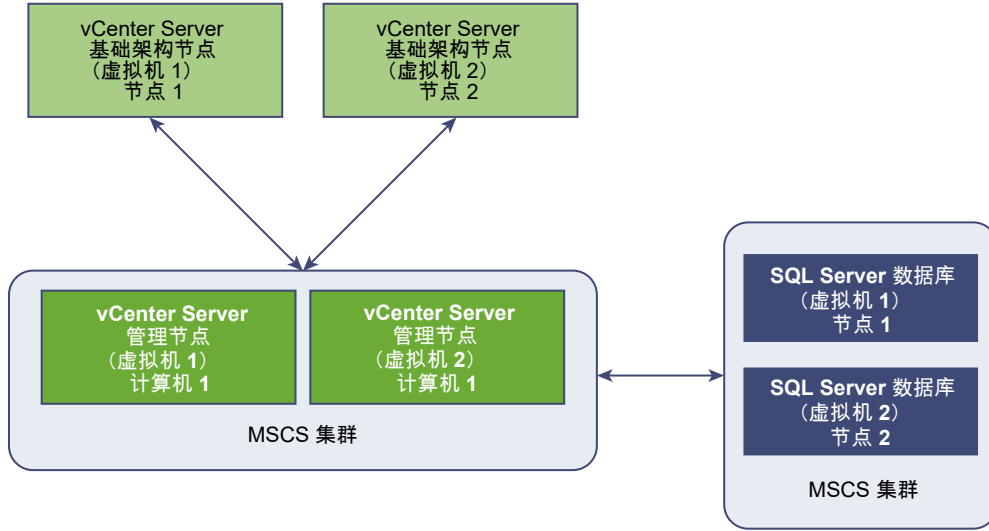 vCenter Server
基础架构节点
（虚拟机 1）
节点 1
vCenter Server
基础架构节点
（虚拟机 2）
节点 2
vCenter Server
管理节点
（虚拟机 1）
计算机 1
vCenter Server
管理节点
（虚拟机 2）
计算机 1
MSCS 集群
SQL Server 数据库
（虚拟机 1）
节点 1
SQL Server 数据库
（虚拟机 2）
节点 2
MSCS 集群